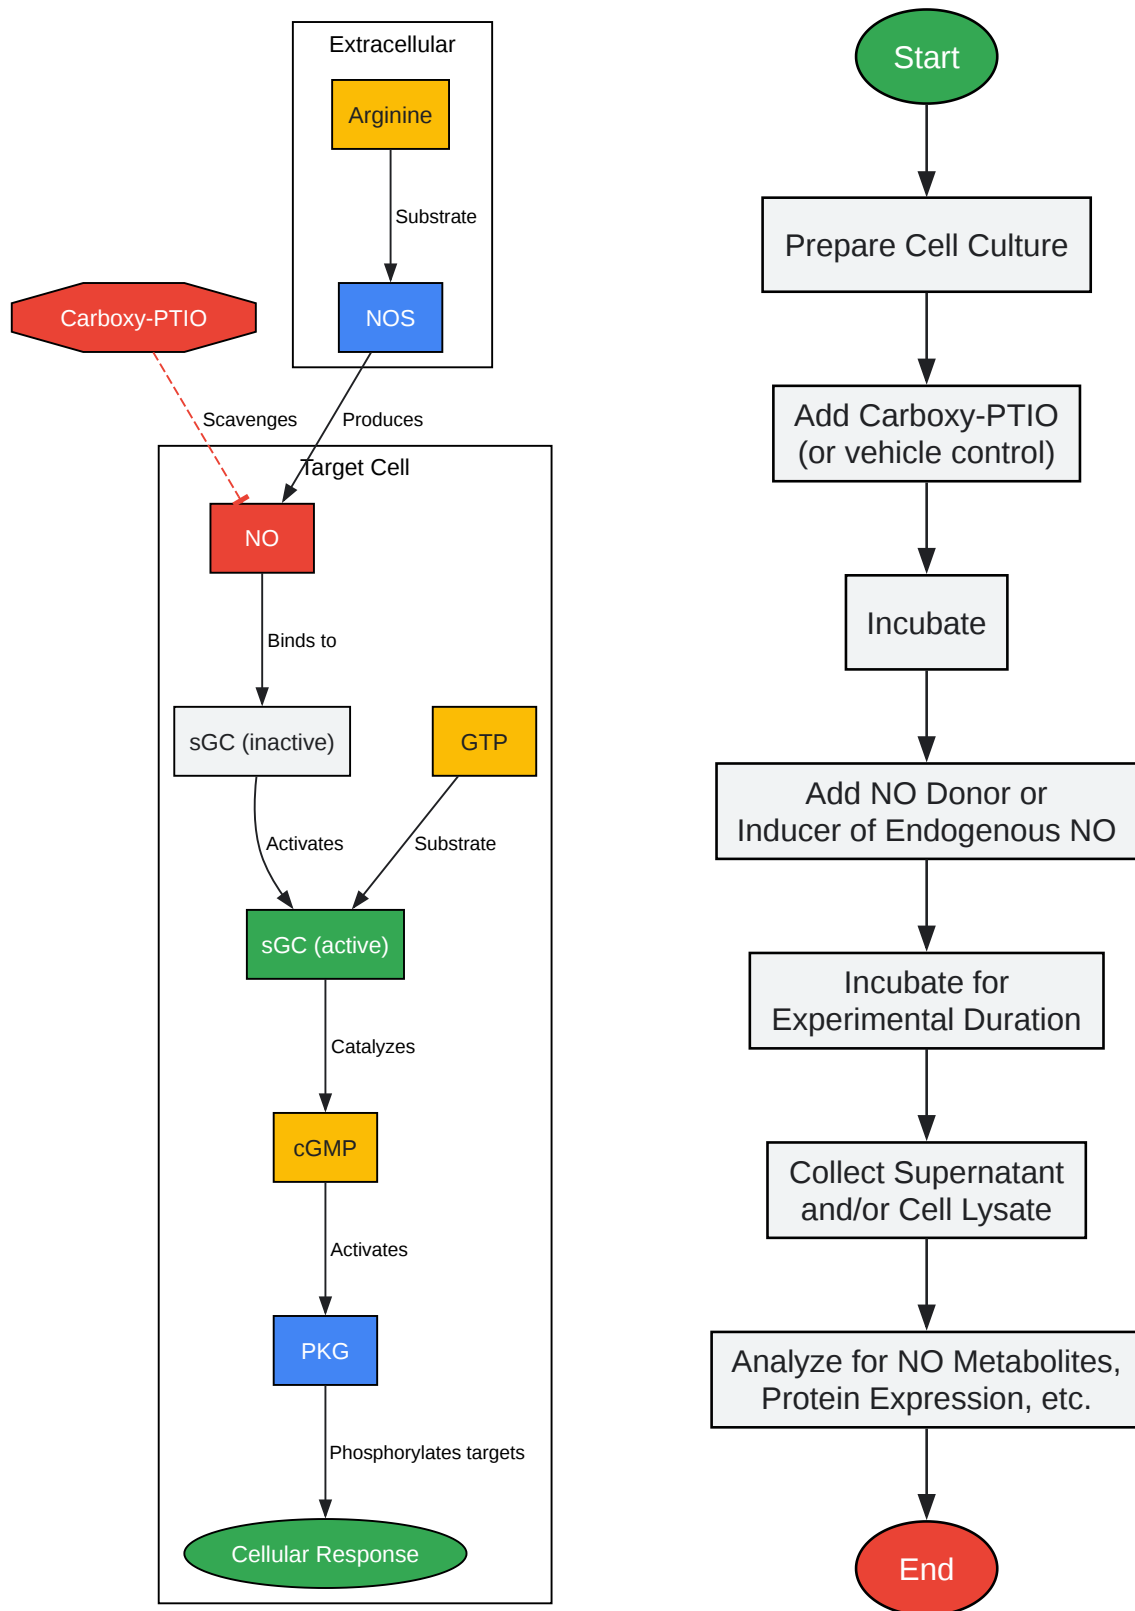 Extracellular
Arginine
Substrate
NOS
Carboxy-PTIO
Scavenges
Produces
Target Cell
NO
Binds to
sGC (inactive)
GTP
Activates
Substrate
sGC (active)
Catalyzes
cGMP
Activates
PKG
Phosphorylates targets
Cellular Response
Start
Prepare Cell Culture
Add Carboxy-PTIO
(or vehicle control)
Incubate
Add NO Donor or
Inducer of Endogenous NO
Incubate for
Experimental Duration
Collect Supernatant
and/or Cell Lysate
Analyze for NO Metabolites,
Protein Expression, etc.
End